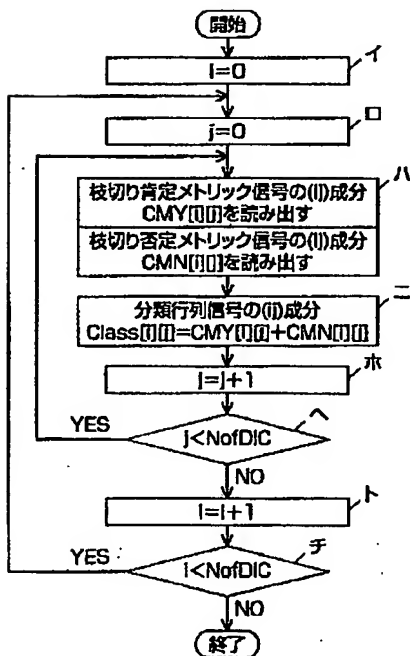 開始
イ
i=0
ロ
j=0
ハ
枝切り肯定メトリック信号の(ij)成分
CMY[i][j]を読み出す
枝切り否定メトリック信号の(ij)成分
CMN[i][j]を読み出す
ニ
分類行列信号の(ij)成分
Class[i][j]=CMY[i][j]+CMN[i][j]
ホ
j=j+1
ヘ
YES
j<NofDIC
NO
ト
i=i+1
チ
YES
i<NofDIC
NO
終了